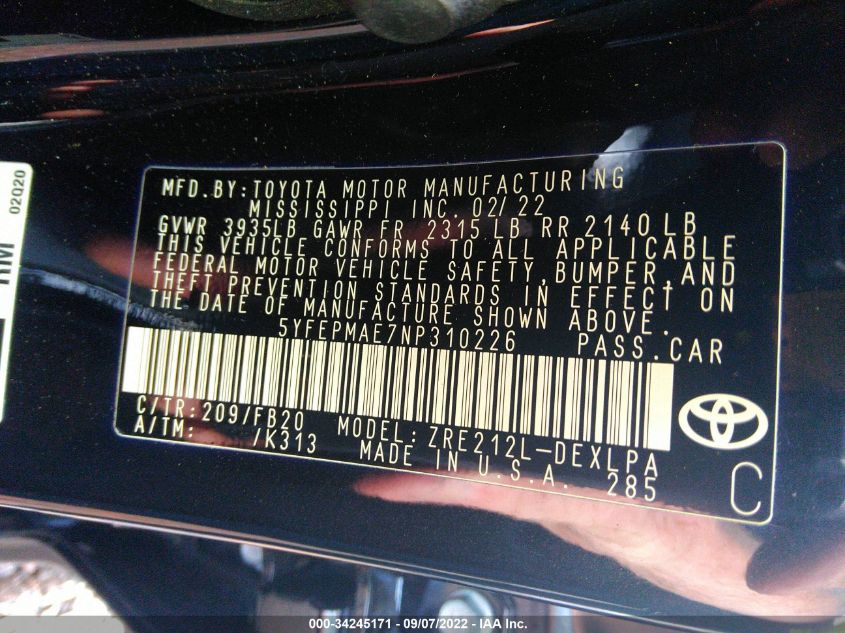 MFD.BY:TOYOTA MOTOR MANUFACTURING
MISSISSIPPI INC. 02/22
GVWR 3935LB GAWR FR 2315 LB RR 2140LB
THIS VEHICLE CONFORMS TO ALL APPLICABLE
FEDERAL MOTOR VEHICLE SAFETY,BUMPER,AND
THEFT PREVENTION STANDARDS IN EFFECT ON
THE DATE OF MANUFACTURE SHOWN ABOVE.
5YFEPMAE7NP310226 PASS.CAR
C/TR:209/FB20 MODEL:ZRE212L-DEXLPA
A/TM: /K313 MADE IN U.S.A. 285
C
02020
000-34245171 - 09/07/2022 - IAA Inc.